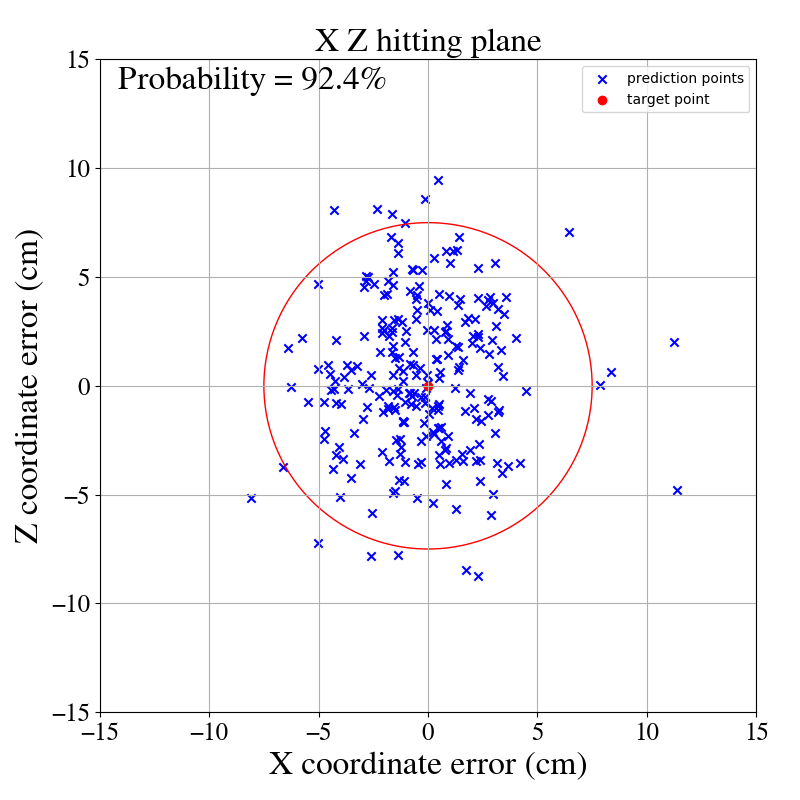 X Z hitting plane
Probability = 92.4%
prediction points
target point
Z coordinate error (cm)
15
10
5
0
−5
−10
−15
−15
−10
−5
0
5
10
15
X coordinate error (cm)